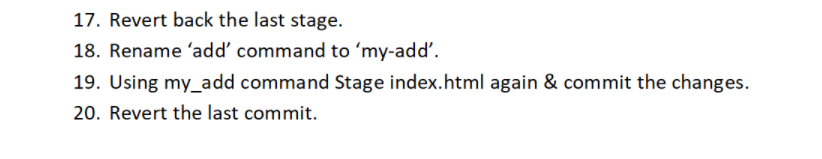 17. Revert back the last stage.
18. Rename ‘add’ command to ‘my-add’.
19. Using my_add command Stage index.html again & commit the changes.
20. Revert the last commit.